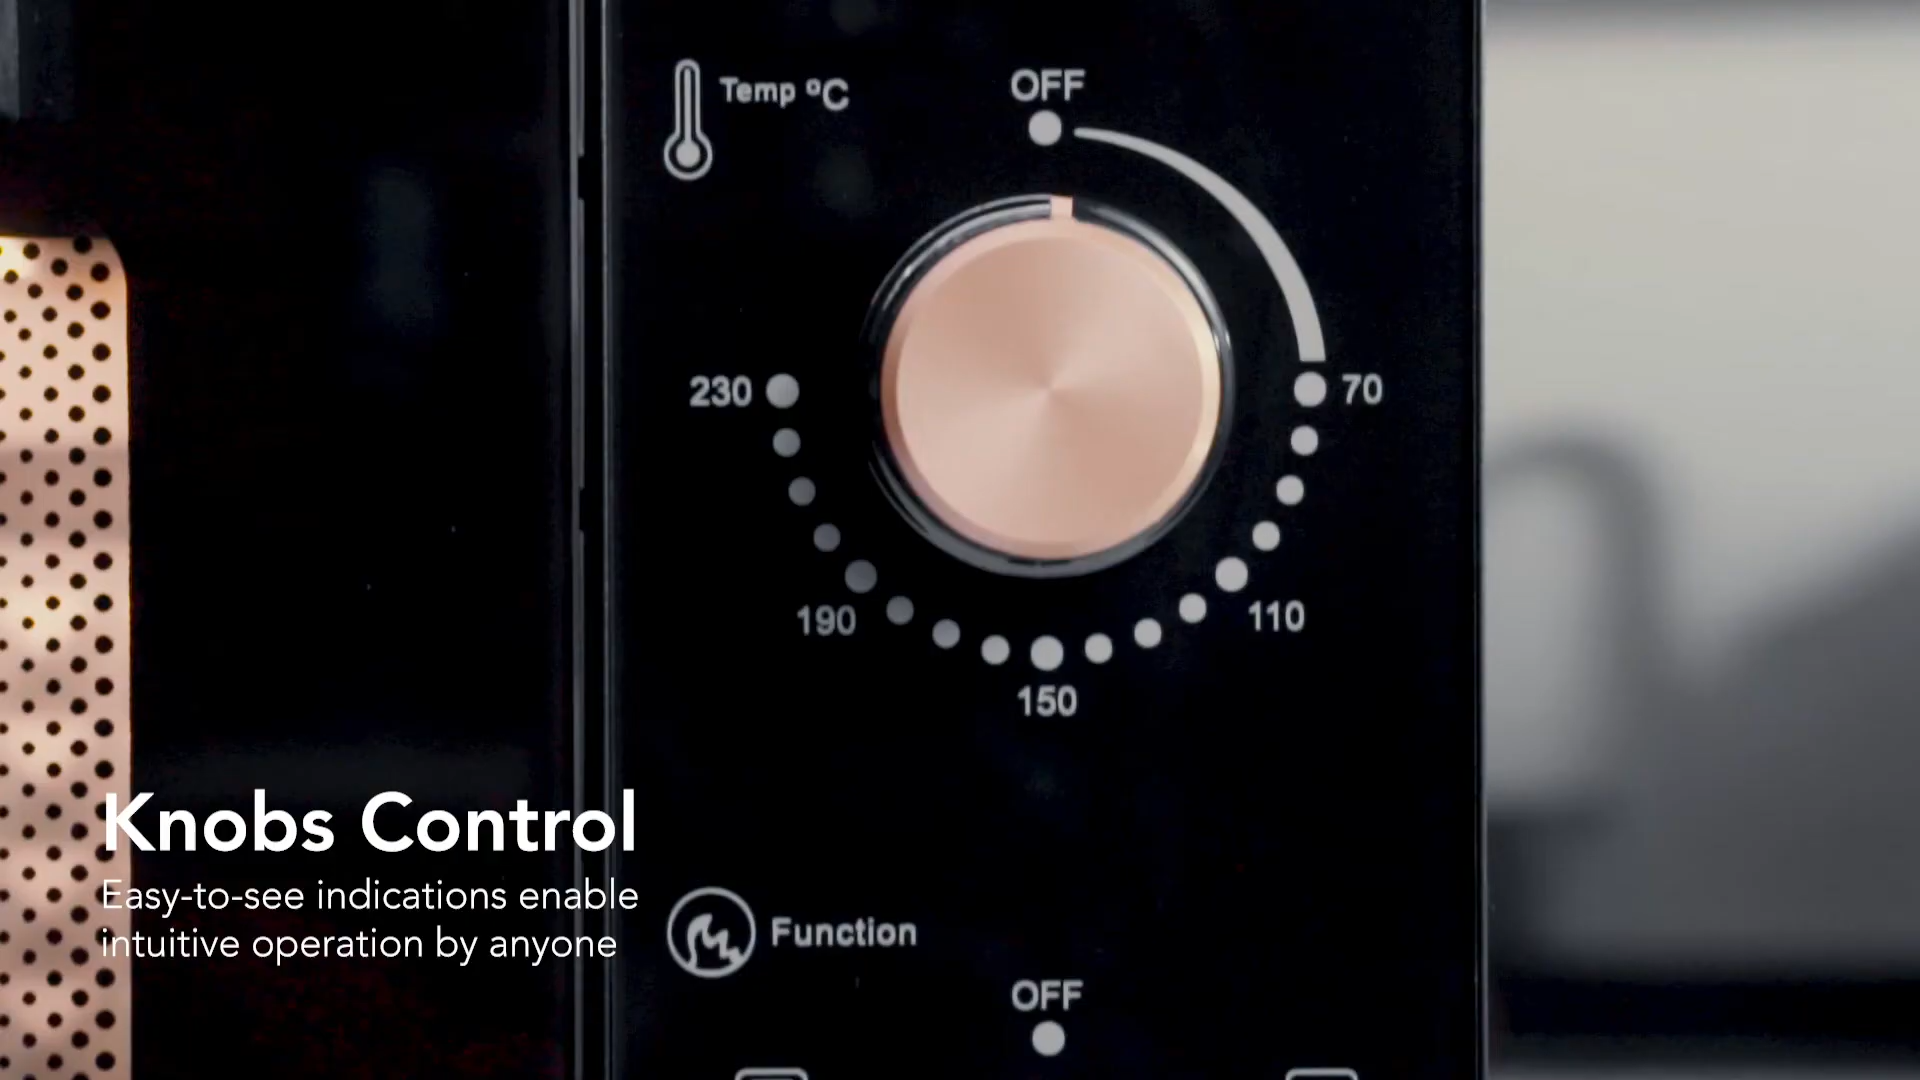 Temp ºC
OFF
230
70
190
110
150
Knobs Control
Easy-to-see indications enable
intuitive operation by anyone
Function
OFF